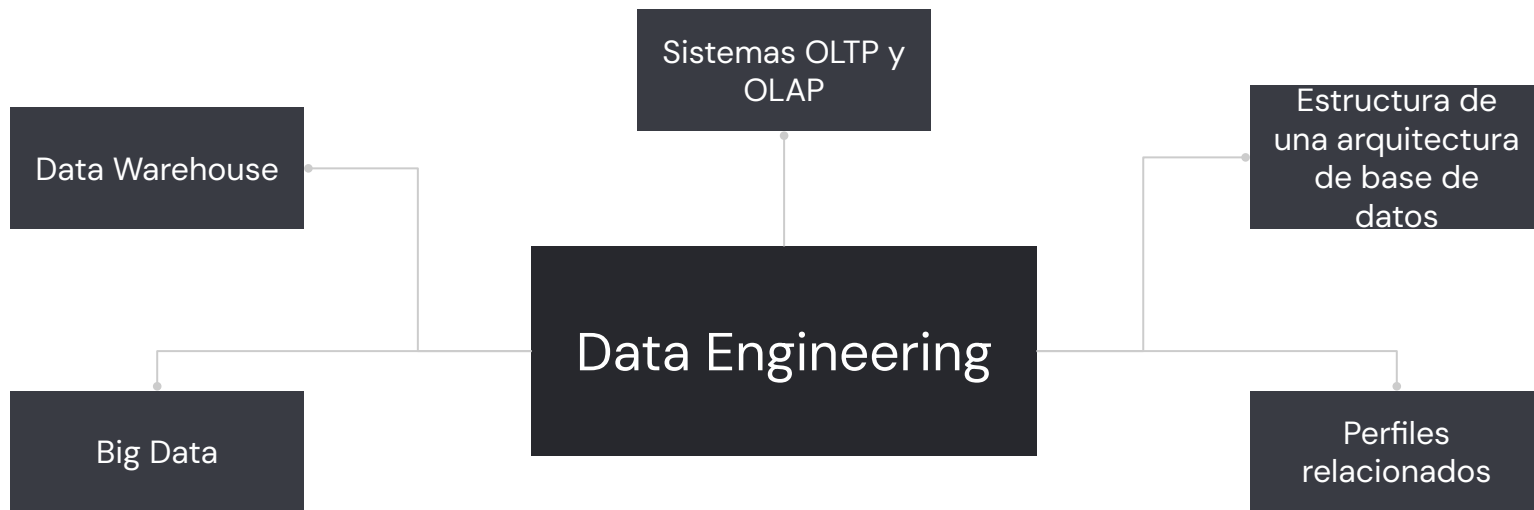 Sistemas OLTP y
OLAP
Data Warehouse
Estructura de
una arquitectura
de base de
datos
Data Engineering
Big Data
Perfiles
relacionados